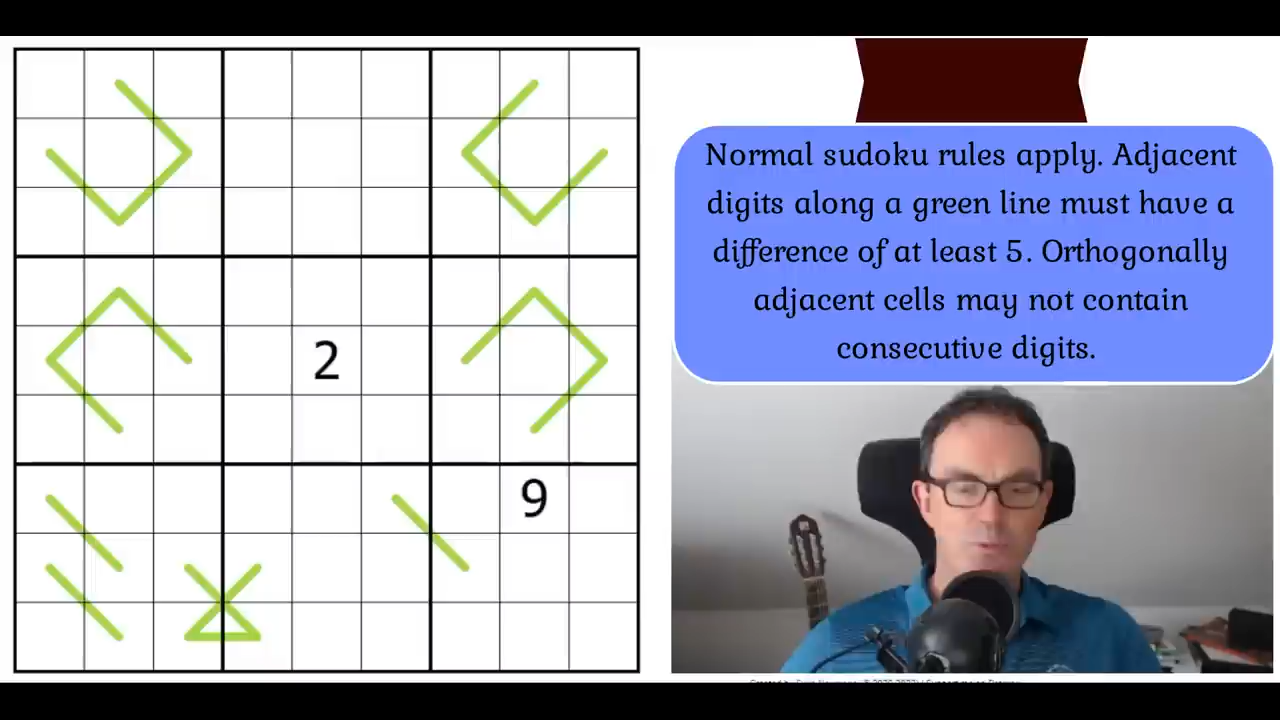 Normal sudoku rules apply. Adjacent
digits along a green line must have a
difference of at least 5. Orthogonally
adjacent cells may not contain
consecutive digits.
2
9